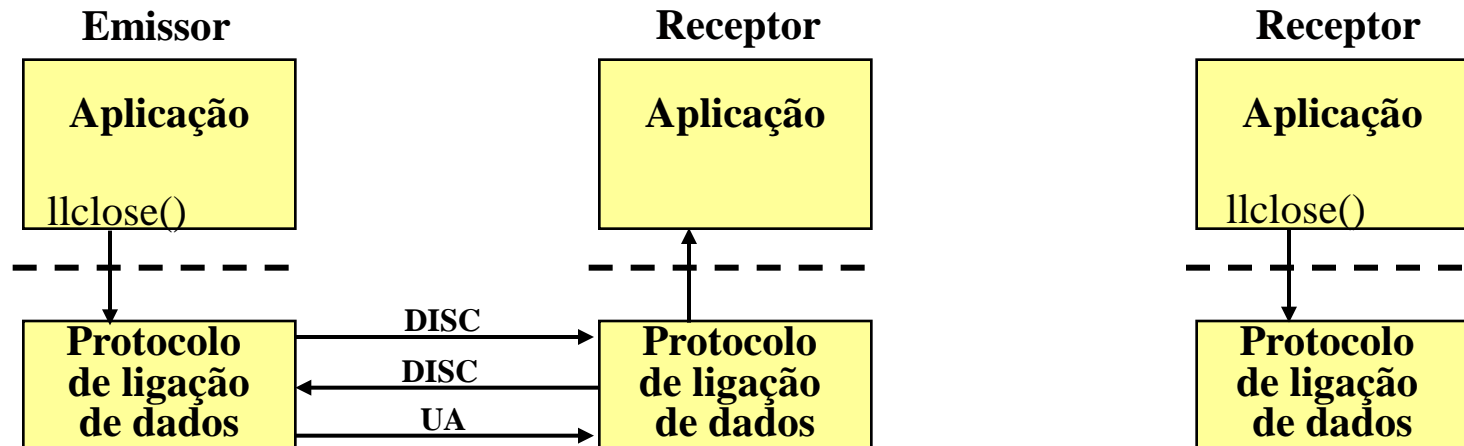 Emissor
Receptor
Receptor
Aplicação
Aplicação
Aplicação
llclose()
llclose()
DISC
DISC
UA
Protocolo
de ligação
de dados
Protocolo
de ligação
de dados
Protocolo
de ligação
de dados